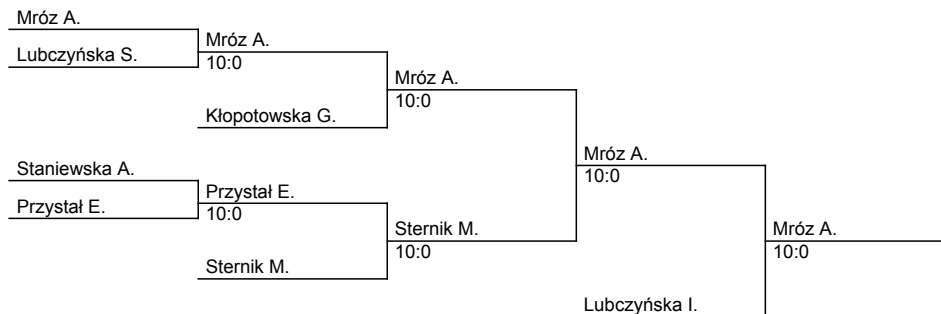 Mróz A.
Lubczyńska S.
Mróz A.
10:0
Kłopotowska G.
Mróz A.
10:0
Staniewska A.
Przystał E.
Przystał E.
10:0
Sternik M.
Sternik M.
10:0
Mróz A.
10:0
Lubczyńska I.
Mróz A.
10:0